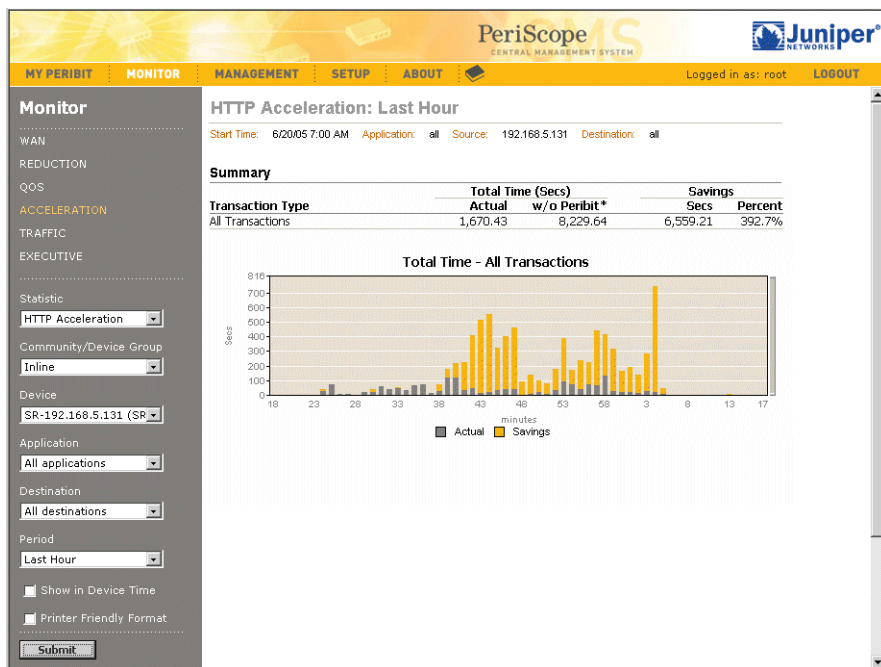 PeriScope
CENTRAL MANAGEMENT SYSTEM
CMS
Juniper®
NETWORKS
MY PERIBIT MONITOR MANAGEMENT SETUP ABOUT Logged in as: root LOGOUT
Monitor
WAN
REDUCTION
QOS
ACCELERATION
TRAFFIC
EXECUTIVE
Statistic
HTTP Acceleration
Community/Device Group
Inline
Device
SR-192.168.5.131 (SR
Application
All applications
Destination
All destinations
Period
Last Hour
Show in Device Time
Printer Friendly Format
Submit
HTTP Acceleration: Last Hour
Start Time: 6/20/05 7:00 AM Application: all Source: 192.168.5.131 Destination: all
Summary
Total Time (Secs) Savings
Transaction Type Actual w/o Peribit* Secs Percent
All Transactions 1,670.43 8,229.64 6,559.21 392.7%
Total Time - All Transactions
816
700
600
500
400
300
200
100
0
Secs
18 23 28 33 38 43 48 53 58 3 8 13 17
minutes
Actual Savings